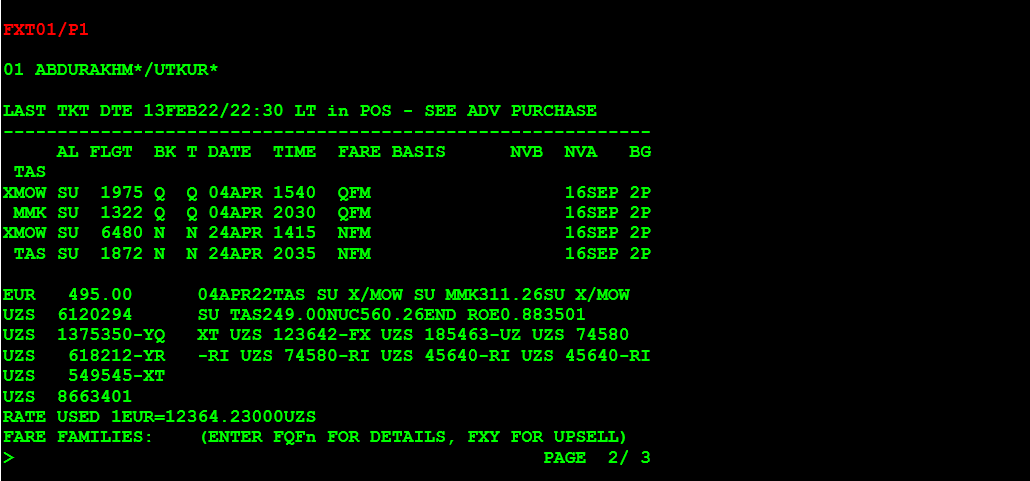 FXT01/P1
01 ABDURAKHM*/UTKUR*
LAST TKT DTE 13FEB22/22:30 LT in POS - SEE ADV PURCHASE
------------------------------------------------------------
     AL FLGT  BK T DATE  TIME  FARE BASIS      NVB  NVA   BG
 TAS
XMOW SU  1975 Q  Q 04APR 1540  QFM                  16SEP 2P
 MMK SU  1322 Q  Q 04APR 2030  QFM                  16SEP 2P
XMOW SU  6480 N  N 24APR 1415  NFM                  16SEP 2P
 TAS SU  1872 N  N 24APR 2035  NFM                  16SEP 2P
EUR   495.00      04APR22TAS SU X/MOW SU MMK311.26SU X/MOW
UZS  6120294      SU TAS249.00NUC560.26END ROE0.883501
UZS  1375350-YQ   XT UZS 123642-FX UZS 185463-UZ UZS 74580
UZS   618212-YR   -RI UZS 74580-RI UZS 45640-RI UZS 45640-RI
UZS   549545-XT
UZS  8663401
RATE USED 1EUR=12364.23000UZS
FARE FAMILIES:    (ENTER FQFn FOR DETAILS, FXY FOR UPSELL)
>                                                 PAGE  2/ 3